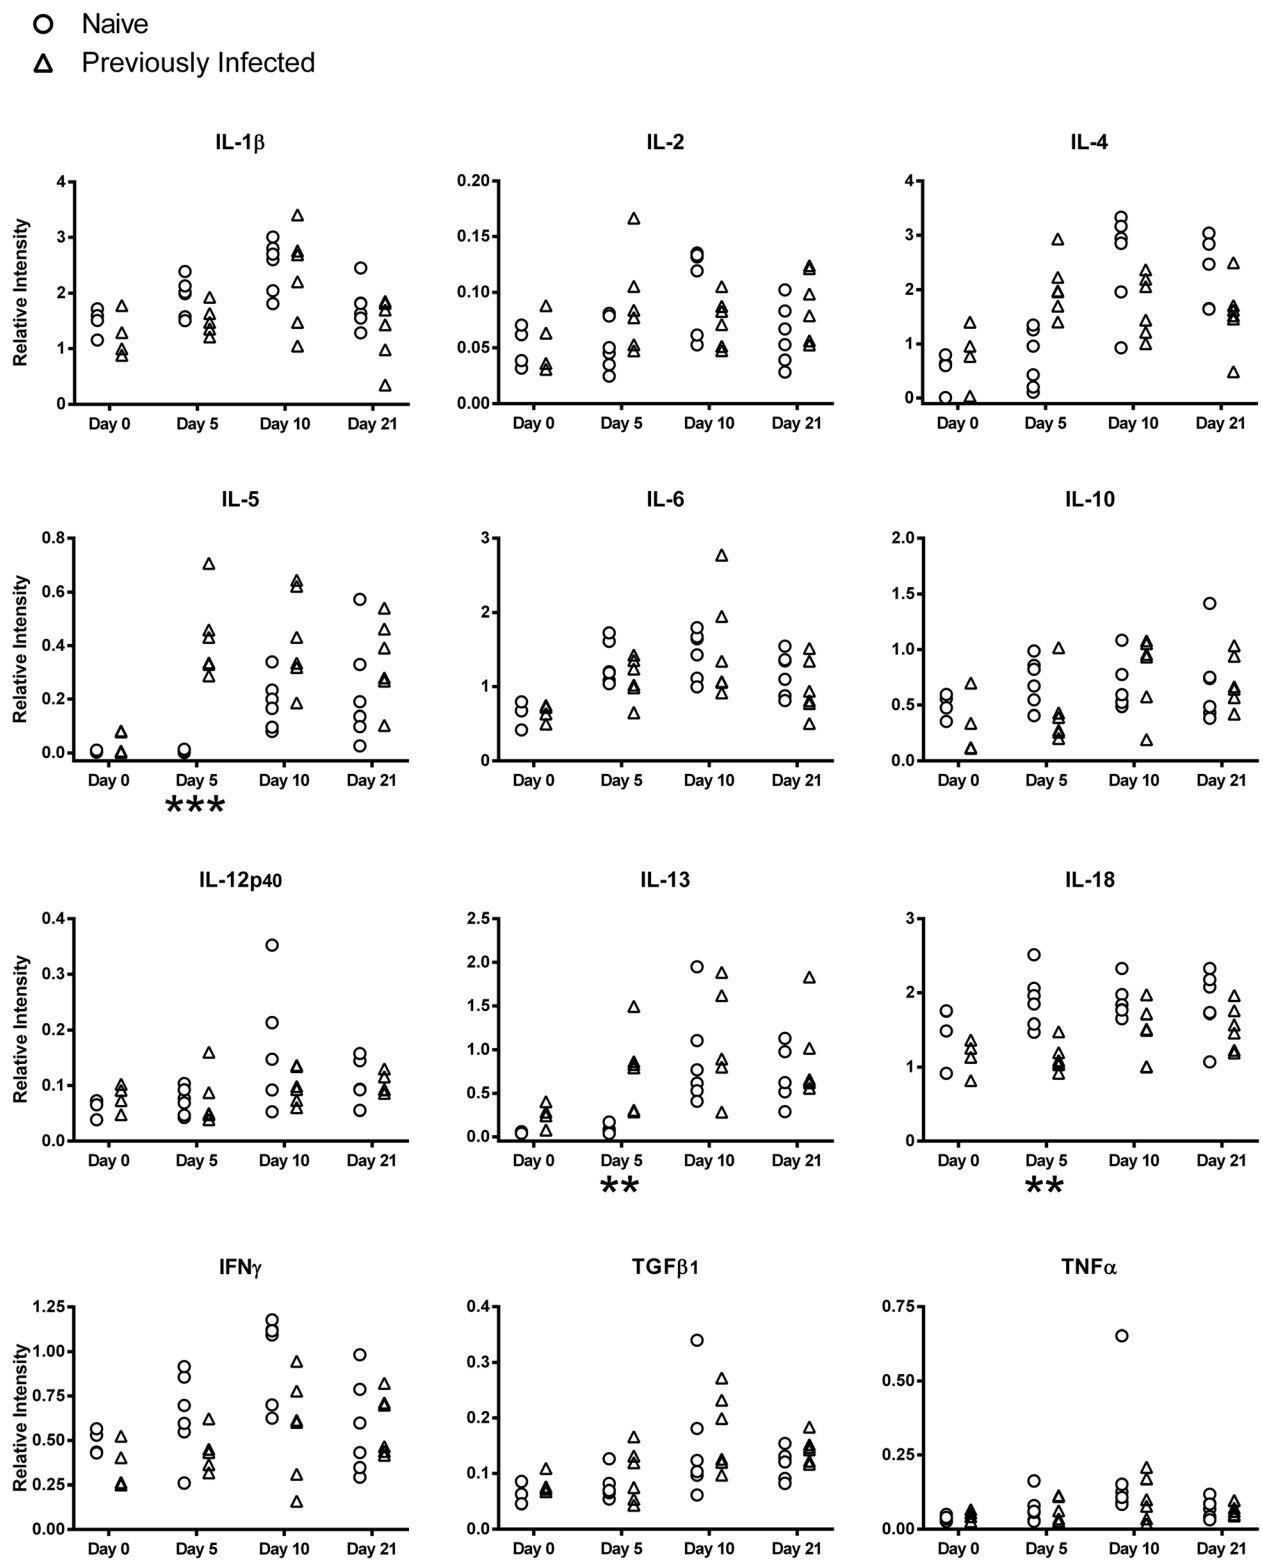 Naive
Previously Infected
IL-1β IL-2 IL-4
Relative Intensity
4
3
2
1
0
Day 0 Day 5 Day 10 Day 21
0.20
0.15
0.10
0.05
0.00
Day 0 Day 5 Day 10 Day 21
4
3
2
1
0
Day 0 Day 5 Day 10 Day 21
IL-5 IL-6 IL-10
Relative Intensity
0.8
0.6
0.4
0.2
0.0
Day 0 Day 5 Day 10 Day 21
***
3
2
1
0
Day 0 Day 5 Day 10 Day 21
2.0
1.5
1.0
0.5
0.0
Day 0 Day 5 Day 10 Day 21
IL-12p40 IL-13 IL-18
Relative Intensity
0.4
0.3
0.2
0.1
0.0
Day 0 Day 5 Day 10 Day 21
2.5
2.0
1.5
1.0
0.5
0.0
Day 0 Day 5 Day 10 Day 21
**
3
2
1
0
Day 0 Day 5 Day 10 Day 21
**
IFNγ TGFβ1 TNFα
Relative Intensity
1.25
1.00
0.75
0.50
0.25
0.00
Day 0 Day 5 Day 10 Day 21
0.4
0.3
0.2
0.1
0.0
Day 0 Day 5 Day 10 Day 21
0.75
0.50
0.25
0.00
Day 0 Day 5 Day 10 Day 21